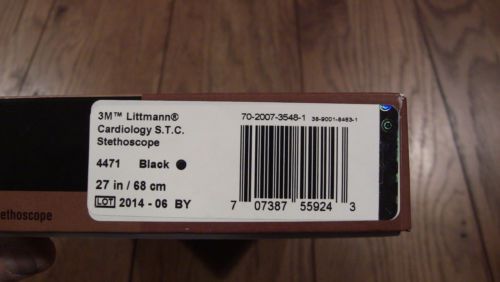 3M™ Littmann®
Cardiology S.T.C.
Stethoscope
4471 Black
27 in / 68 cm
LOT 2014 - 06 BY
70-2007-3548-1 38-9001-8463-1
7 07387 55924 3
tethoscope